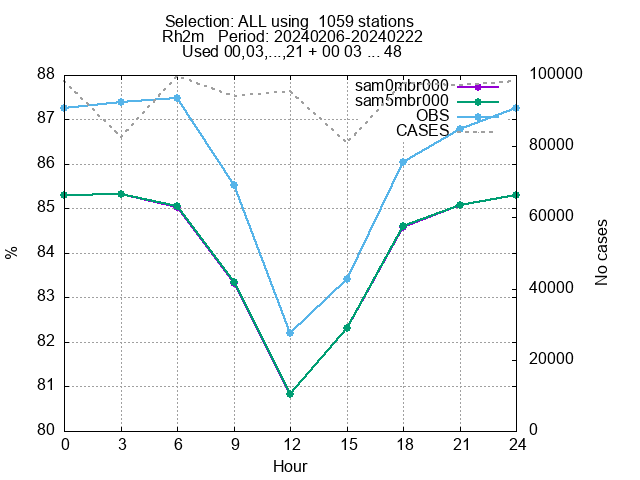 Selection: ALL using  1059 stations
Rh2m   Period: 20240206-20240222
Used 00,03,...,21 + 00 03 ... 48
88
87
86
85
84
83
82
81
80
%
100000
80000
60000
40000
20000
0
No cases
sam0mbr000
sam5mbr000
OBS
CASES
0 3 6 9 12 15 18 21 24
Hour